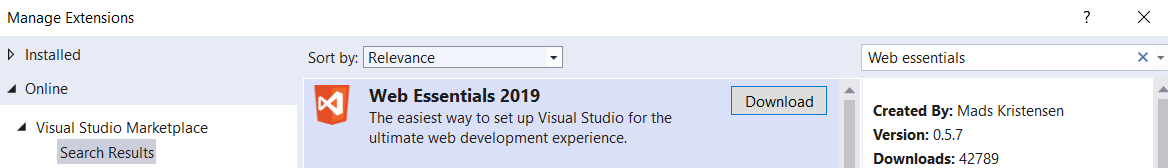 Manage Extensions ?
Installed
Sort by: Relevance
Web essentials
Online
Web Essentials 2019
Download
The easiest way to set up Visual Studio for the
ultimate web development experience.
Created By: Mads Kristensen
Version: 0.5.7
Downloads: 42789
Visual Studio Marketplace
Search Results